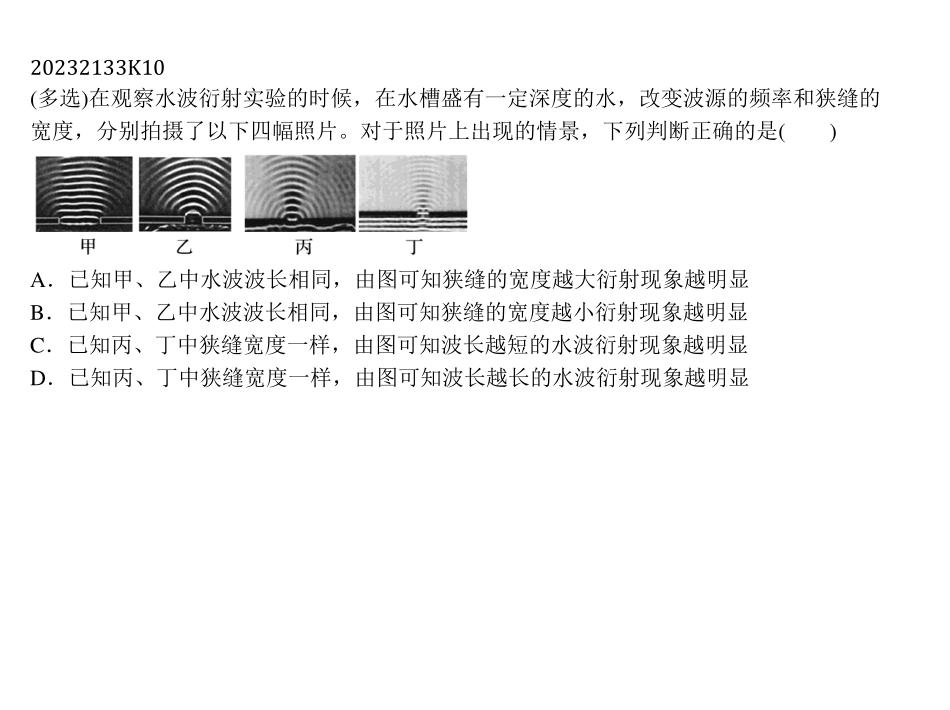 20232133K10
(多选)在观察水波衍射实验的时候，在水槽盛有一定深度的水，改变波源的频率和狭缝的
宽度，分别拍摄了以下四幅照片。对于照片上出现的情景，下列判断正确的是(　　)
甲 乙 丙 丁
A．已知甲、乙中水波波长相同，由图可知狭缝的宽度越大衍射现象越明显
B．已知甲、乙中水波波长相同，由图可知狭缝的宽度越小衍射现象越明显
C．已知丙、丁中狭缝宽度一样，由图可知波长越短的水波衍射现象越明显
D．已知丙、丁中狭缝宽度一样，由图可知波长越长的水波衍射现象越明显